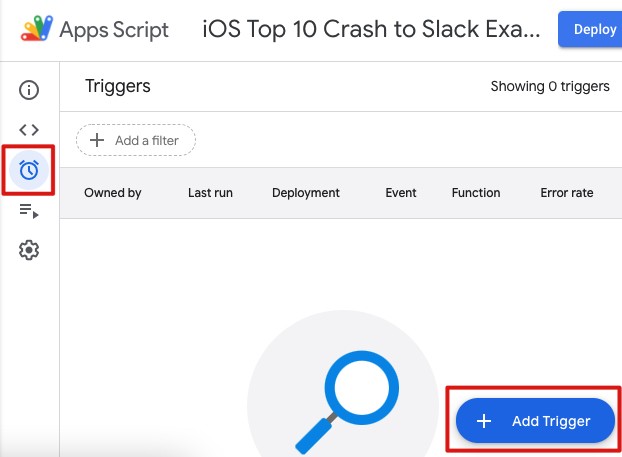 Apps Script iOS Top 10 Crash to Slack Exa... Deploy
Triggers Showing 0 triggers
Add a filter
Owned by Last run Deployment Event Function Error rate
Add Trigger